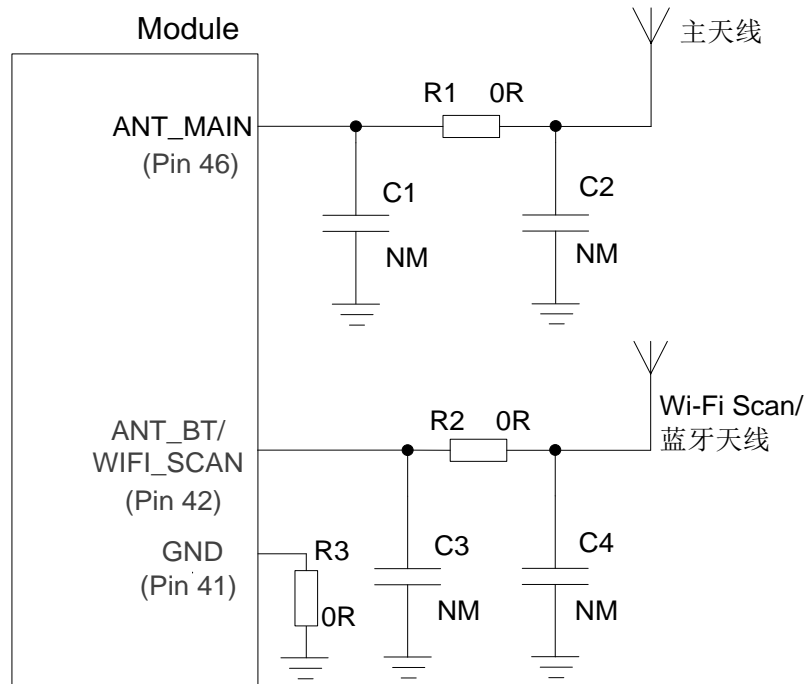 Module
主天线
R1 0R
ANT_MAIN
(Pin 46)
C1
C2
NM
NM
Wi-Fi Scan/
蓝牙天线
R2 0R
ANT_BT/
WIFI_SCAN
(Pin 42)
GND
(Pin 41)
R3
0R
C3
C4
NM
NM